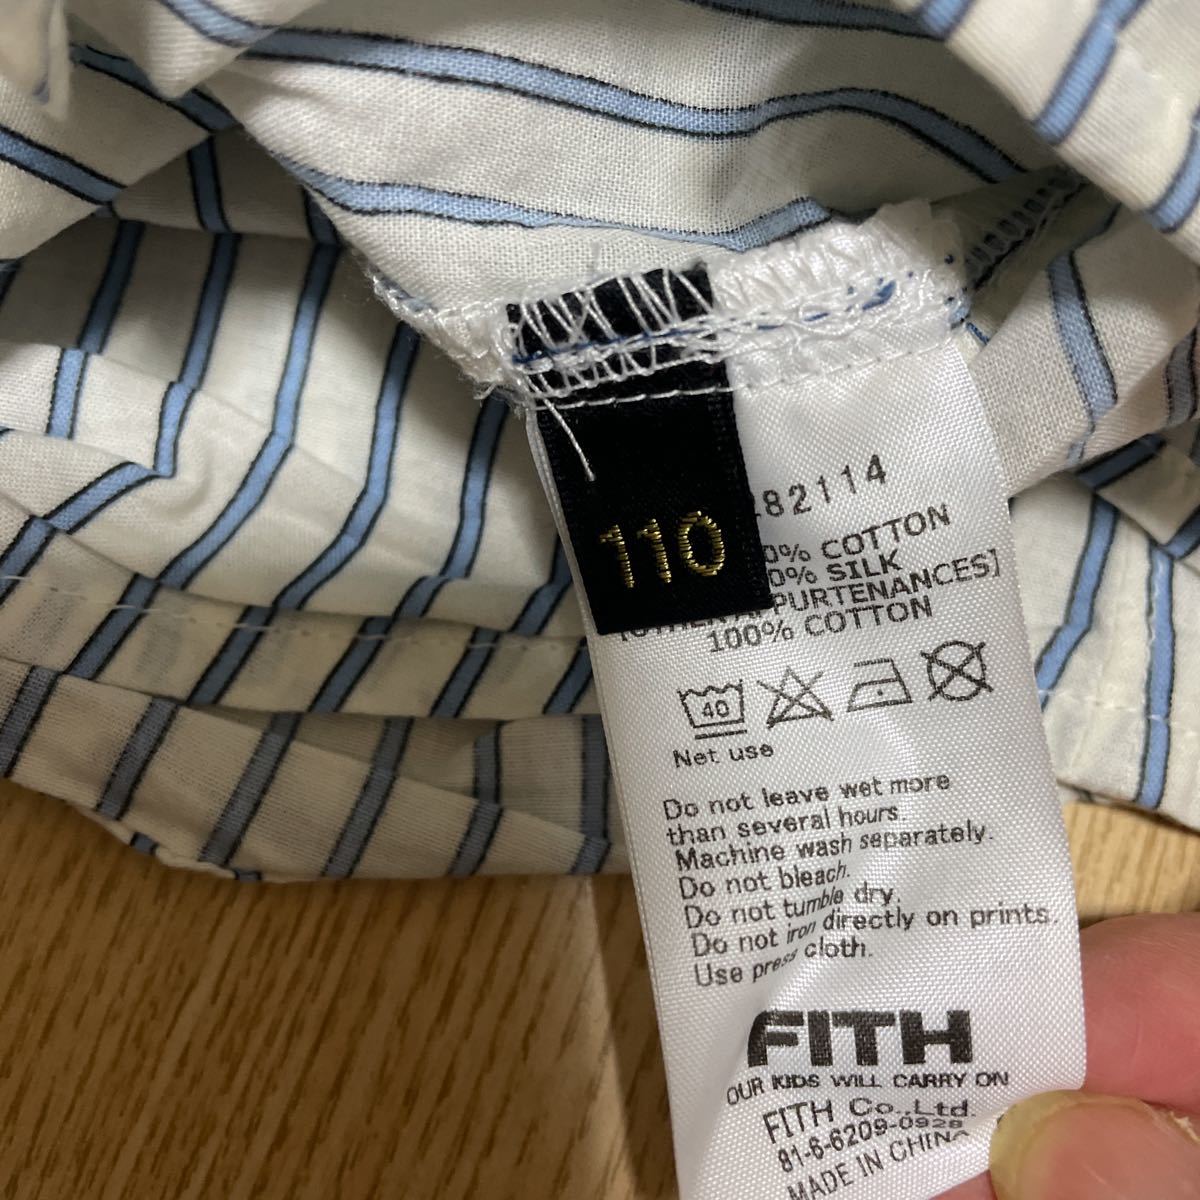 110
82114
0% COTTON
0% SILK
PURTENANCES]
100% COTTON
40
Net use
Do not leave wet more
than several hours.
Machine wash separately.
Do not bleach.
Do not tumble dry.
Do not iron directly on prints.
Use press cloth.
FITH
OUR KIDS WILL CARRY ON
FITH Co.,Ltd.
81-6-6209-0928
MADE IN CHINA